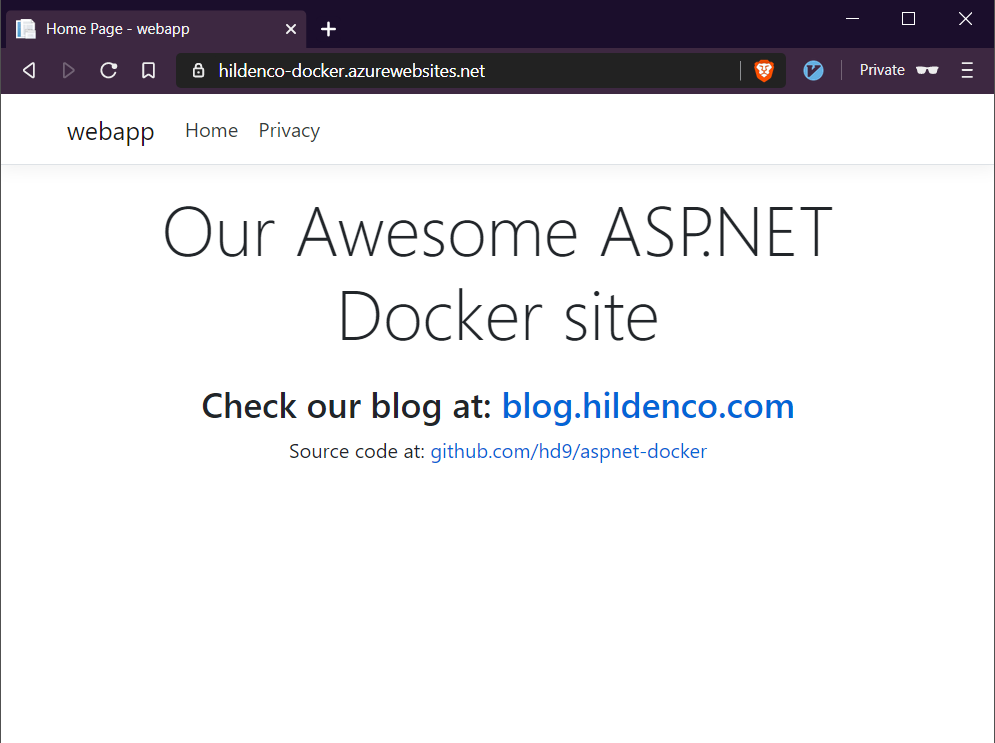 Home Page - webapp
hildenco-docker.azurewebsites.net
Private
webapp Home Privacy
Our Awesome ASP.NET
Docker site
Check our blog at: blog.hildenco.com
Source code at: github.com/hd9/aspnet-docker